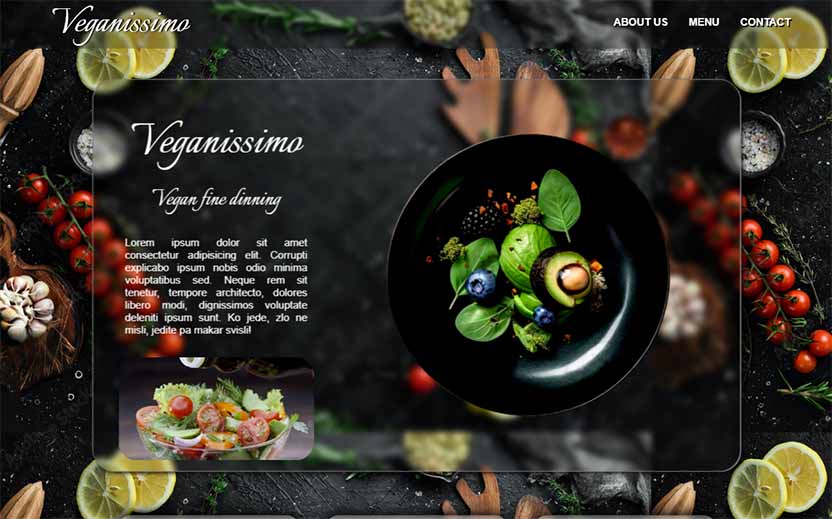 Veganissimo
ABOUT US MENU CONTACT
Veganissimo
Vegan fine dinning
Lorem ipsum dolor sit amet
consectetur adipisicing elit. Corrupti
explicabo ipsum nobis odio minima
voluptatibus sed. Neque rem sit
tenetur, tempore architecto, dolores
libero modi, dignissimos voluptate
deleniti ipsum sunt. Ko jede, zlo ne
misli, jedite pa makar svisli!